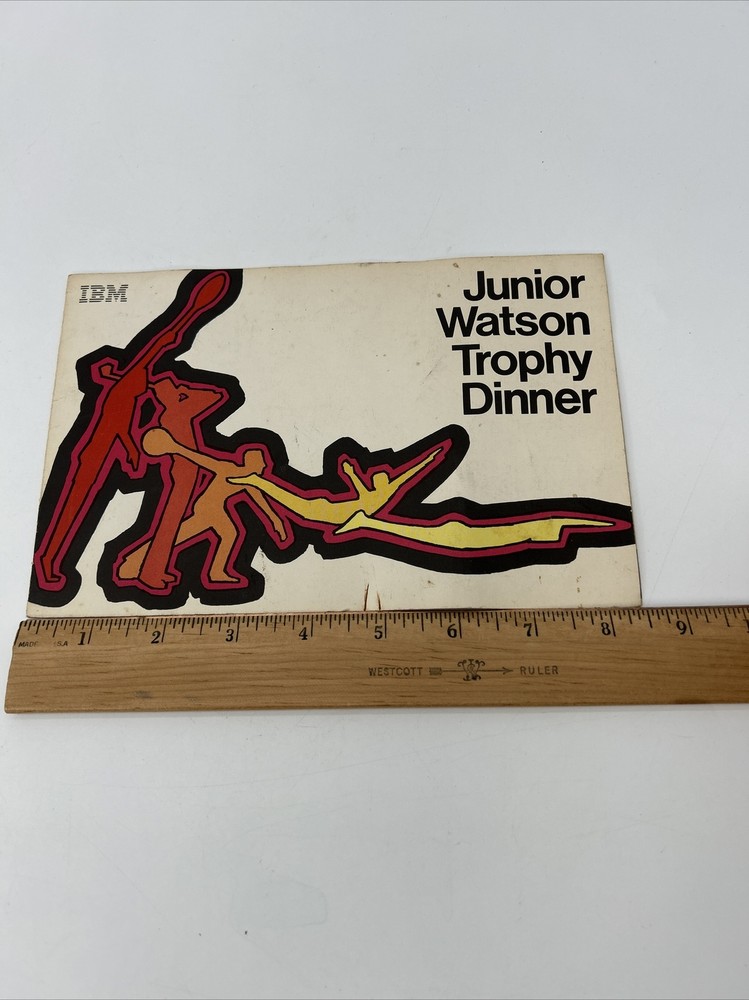 IBM
Junior
Watson
Trophy
Dinner
1 2 3 4 5 6 7 8 9
WESTCOTT RULER